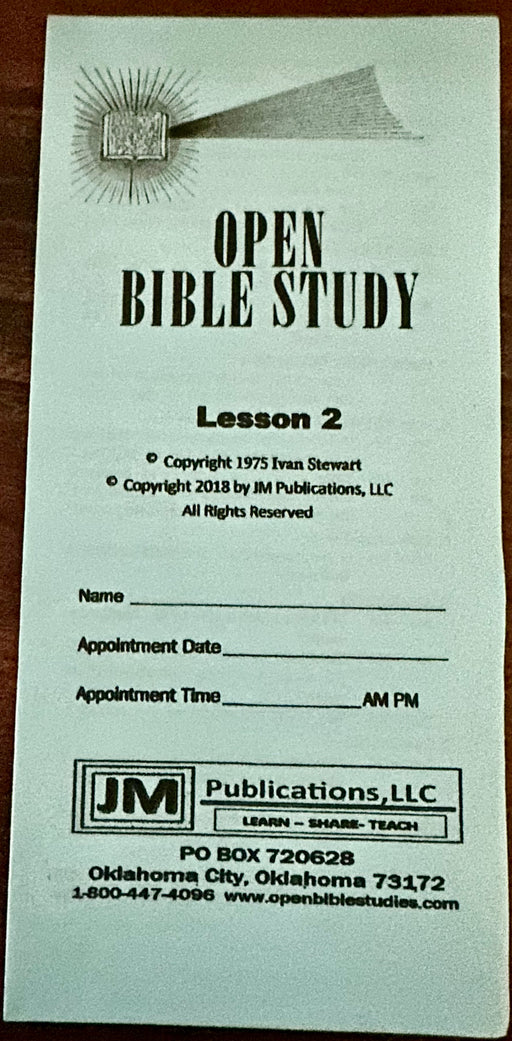 OPEN
BIBLE STUDY
Lesson 2
© Copyright 1975 Ivan Stewart
© Copyright 2018 by JM Publications, LLC
All Rights Reserved
Name
Appointment Date
Appointment Time AM PM
JM Publications,LLC
LEARN – SHARE- TEACH
PO BOX 720628
Oklahoma City, Oklahoma 73172
1-800-447-4096 www.openbiblestudies.com